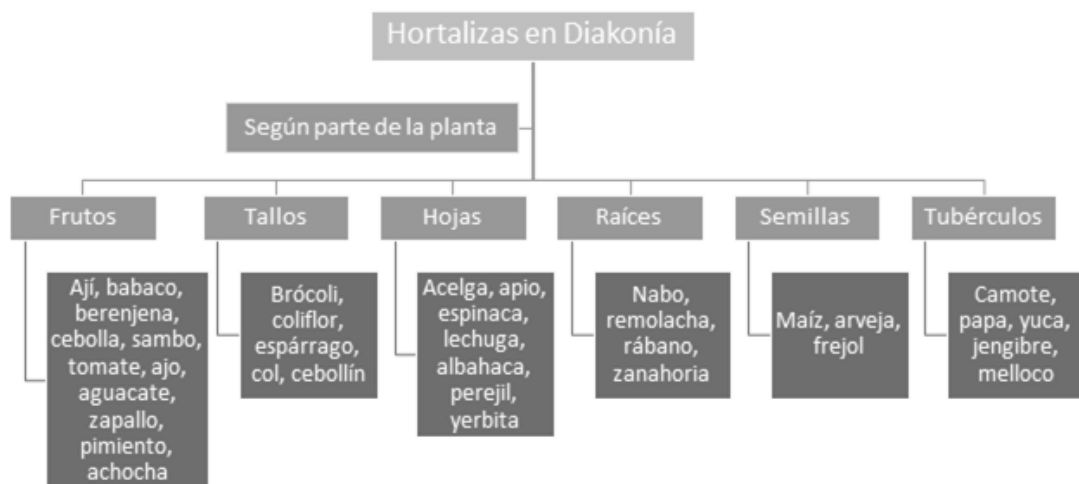 Hortalizas en Diakonía
Según parte de la planta
Frutos
Tallos
Hojas
Raíces
Semillas
Tubérculos
Ají, babaco,
berenjena,
cebolla, sambo,
tomate, ajo,
aguacate,
zapallo,
pimiento,
achocha
Brócoli,
coliflor,
espárrago,
col, cebollín
Acelga, apio,
espinaca,
lechuga,
albahaca,
perejil,
yerbita
Nabo,
remolacha,
rábano,
zanahoria
Maíz, arveja,
frejol
Camote,
papa, yuca,
jengibre,
melloco